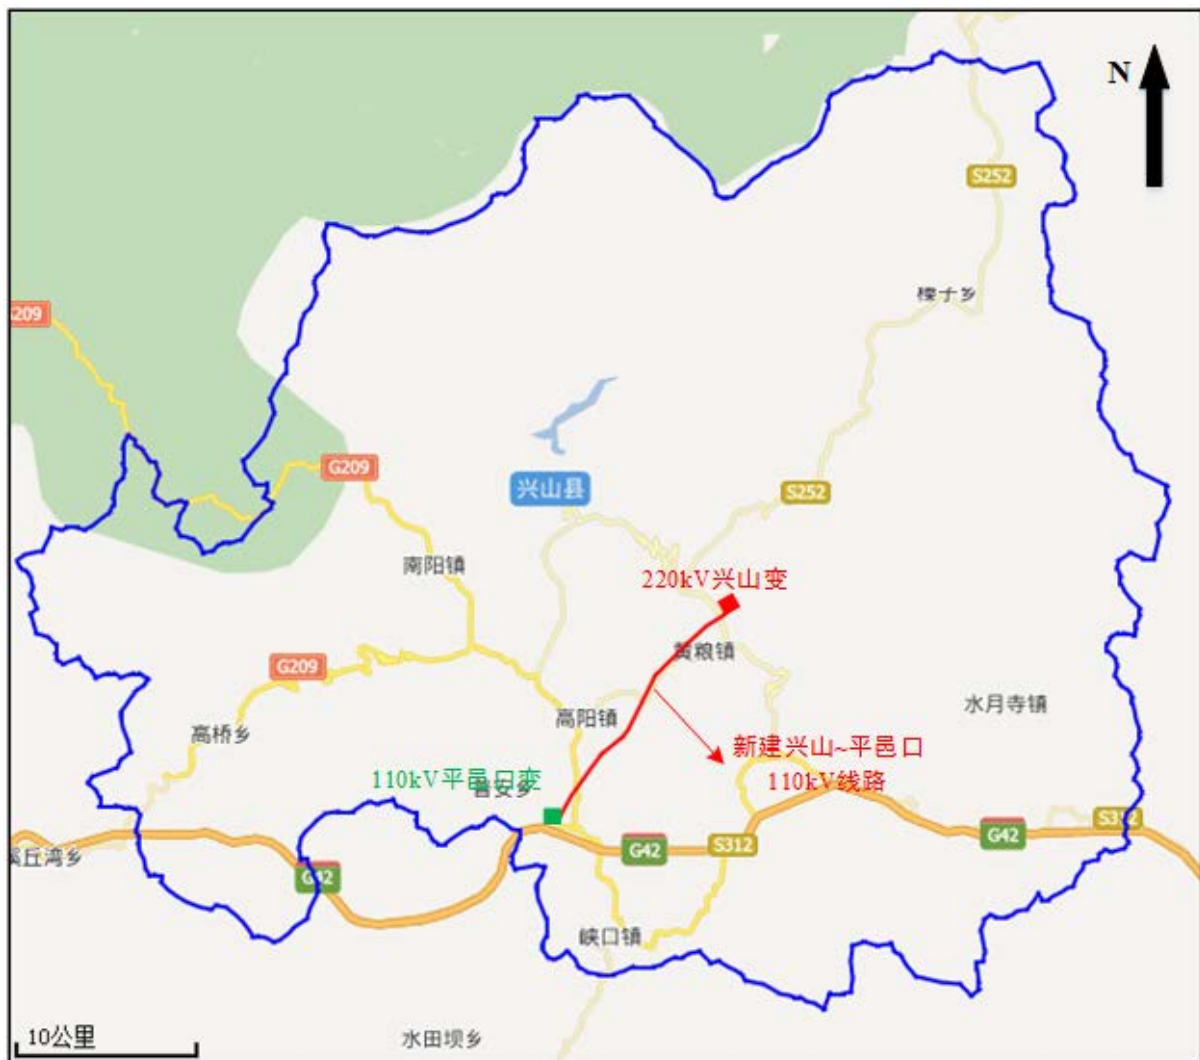 N
S252
榛子乡
209
G209
兴山县
S252
南阳镇
220kV兴山变
黄粮镇
G209
水月寺镇
高阳镇
高桥乡
新建兴山~平邑口
110kV线路
110kV平邑口变
普安乡
S312
G42
G42
S312
溪丘湾乡
G42
峡口镇
10公里
水田坝乡